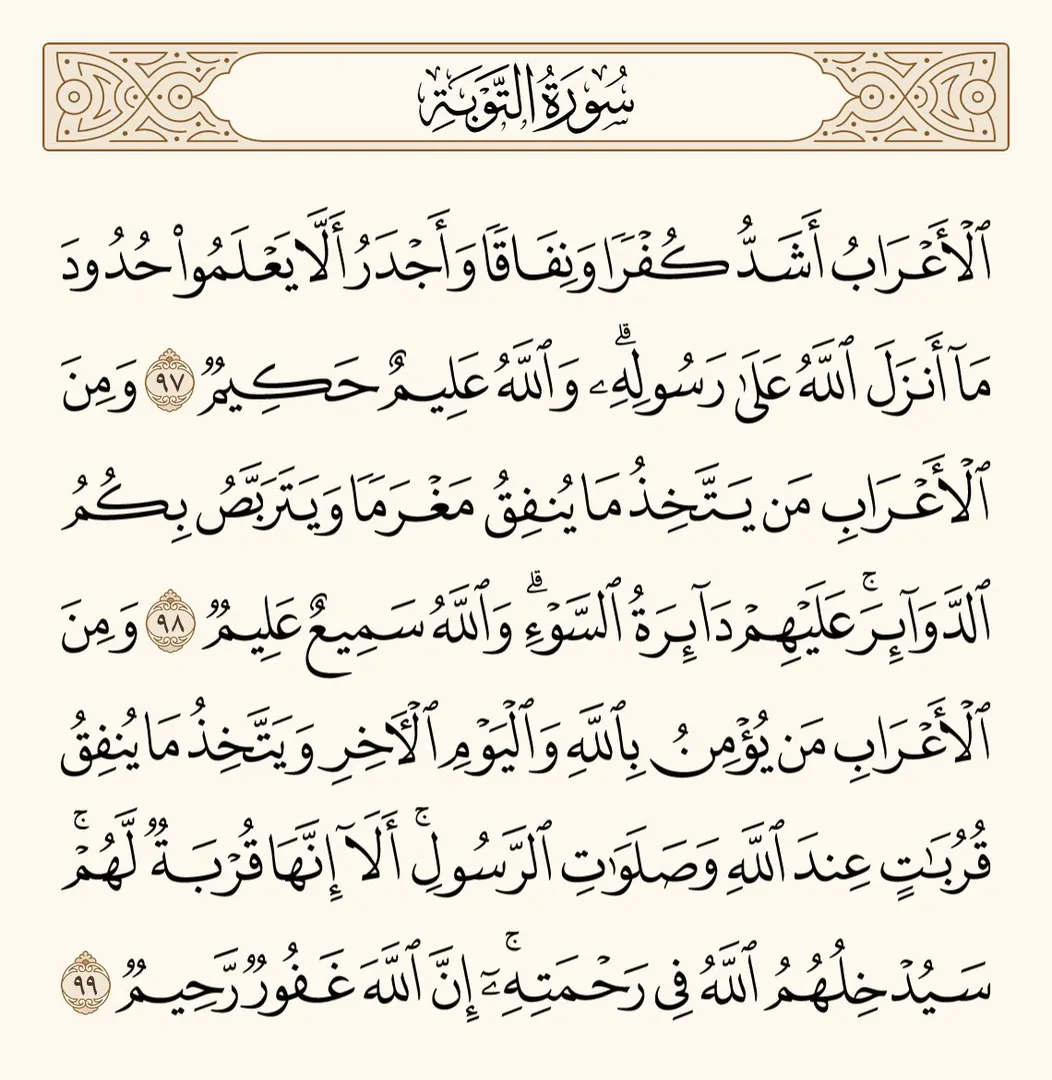 سُورَةُ التَّوۡبَةِ
ٱلۡأَعۡرَابُ أَشَدُّ كُفۡرٗا وَنِفَاقٗا وَأَجۡدَرُ أَلَّا يَعۡلَمُواْ حُدُودَ
مَآ أَنزَلَ ٱللَّهُ عَلَىٰ رَسُولِهِۦۗ وَٱللَّهُ عَلِيمٌ حَكِيمٞ ٩٧ وَمِنَ
ٱلۡأَعۡرَابِ مَن يَتَّخِذُ مَا يُنفِقُ مَغۡرَمٗا وَيَتَرَبَّصُ بِكُمُ
ٱلدَّوَآئِرَۚ عَلَيۡهِمۡ دَآئِرَةُ ٱلسَّوۡءِۗ وَٱللَّهُ سَمِيعٌ عَلِيمٞ ٩٨ وَمِنَ
ٱلۡأَعۡرَابِ مَن يُؤۡمِنُ بِٱللَّهِ وَٱلۡيَوۡمِ ٱلۡأٓخِرِ وَيَتَّخِذُ مَا يُنفِقُ
قُرُبَٰتٍ عِندَ ٱللَّهِ وَصَلَوَٰتِ ٱلرَّسُولِۚ أَلَآ إِنَّهَا قُرۡبَةٞ لَّهُمۡۚ
سَيُدۡخِلُهُمُ ٱللَّهُ فِي رَحۡمَتِهِۦٓۚ إِنَّ ٱللَّهَ غَفُورٞ رَّحِيمٞ ٩٩